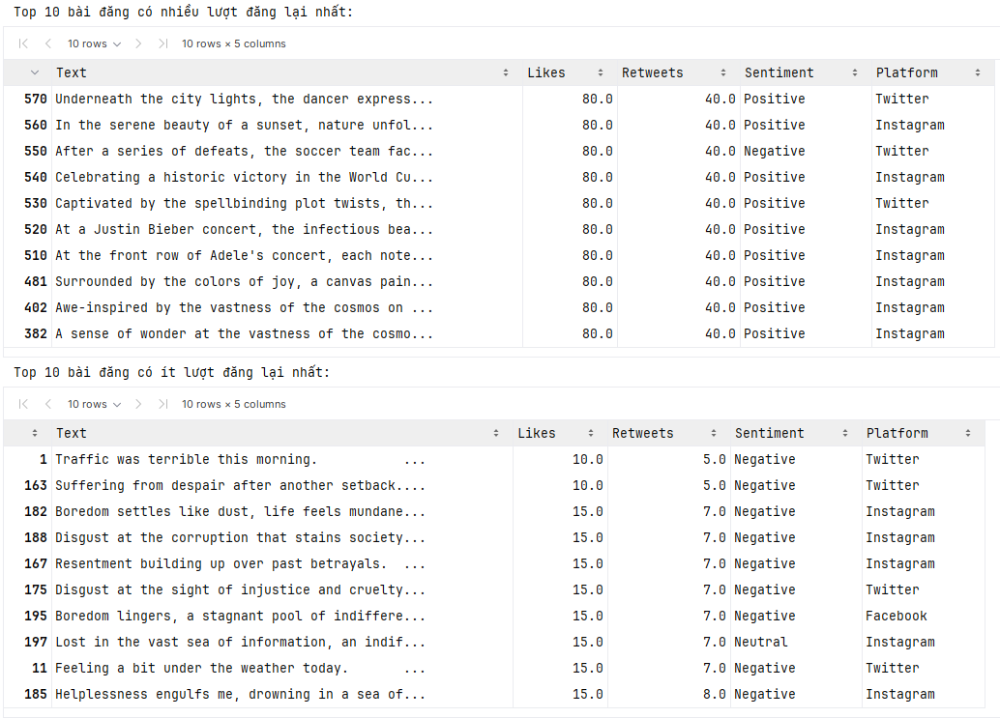 Top 10 bài đăng có nhiều lượt đăng lại nhất:
10 rows 10 rows × 5 columns
Text Likes Retweets Sentiment Platform
570 Underneath the city lights, the dancer express... 80.0 40.0 Positive Twitter
560 In the serene beauty of a sunset, nature unfol... 80.0 40.0 Positive Instagram
550 After a series of defeats, the soccer team fac... 80.0 40.0 Negative Twitter
540 Celebrating a historic victory in the World Cu... 80.0 40.0 Positive Instagram
530 Captivated by the spellbinding plot twists, th... 80.0 40.0 Positive Twitter
520 At a Justin Bieber concert, the infectious bea... 80.0 40.0 Positive Instagram
510 At the front row of Adele's concert, each note... 80.0 40.0 Positive Instagram
481 Surrounded by the colors of joy, a canvas pain... 80.0 40.0 Positive Instagram
402 Awe-inspired by the vastness of the cosmos on ... 80.0 40.0 Positive Instagram
382 A sense of wonder at the vastness of the cosmo... 80.0 40.0 Positive Instagram
Top 10 bài đăng có ít lượt đăng lại nhất:
10 rows 10 rows × 5 columns
Text Likes Retweets Sentiment Platform
1 Traffic was terrible this morning. ... 10.0 5.0 Negative Twitter
163 Suffering from despair after another setback.... 10.0 5.0 Negative Twitter
182 Boredom settles like dust, life feels mundane... 15.0 7.0 Negative Instagram
188 Disgust at the corruption that stains society... 15.0 7.0 Negative Instagram
167 Resentment building up over past betrayals. ... 15.0 7.0 Negative Instagram
175 Disgust at the sight of injustice and cruelty... 15.0 7.0 Negative Twitter
195 Boredom lingers, a stagnant pool of indiffere... 15.0 7.0 Negative Facebook
197 Lost in the vast sea of information, an indif... 15.0 7.0 Neutral Instagram
11 Feeling a bit under the weather today. ... 15.0 7.0 Negative Twitter
185 Helplessness engulfs me, drowning in a sea of... 15.0 8.0 Negative Instagram